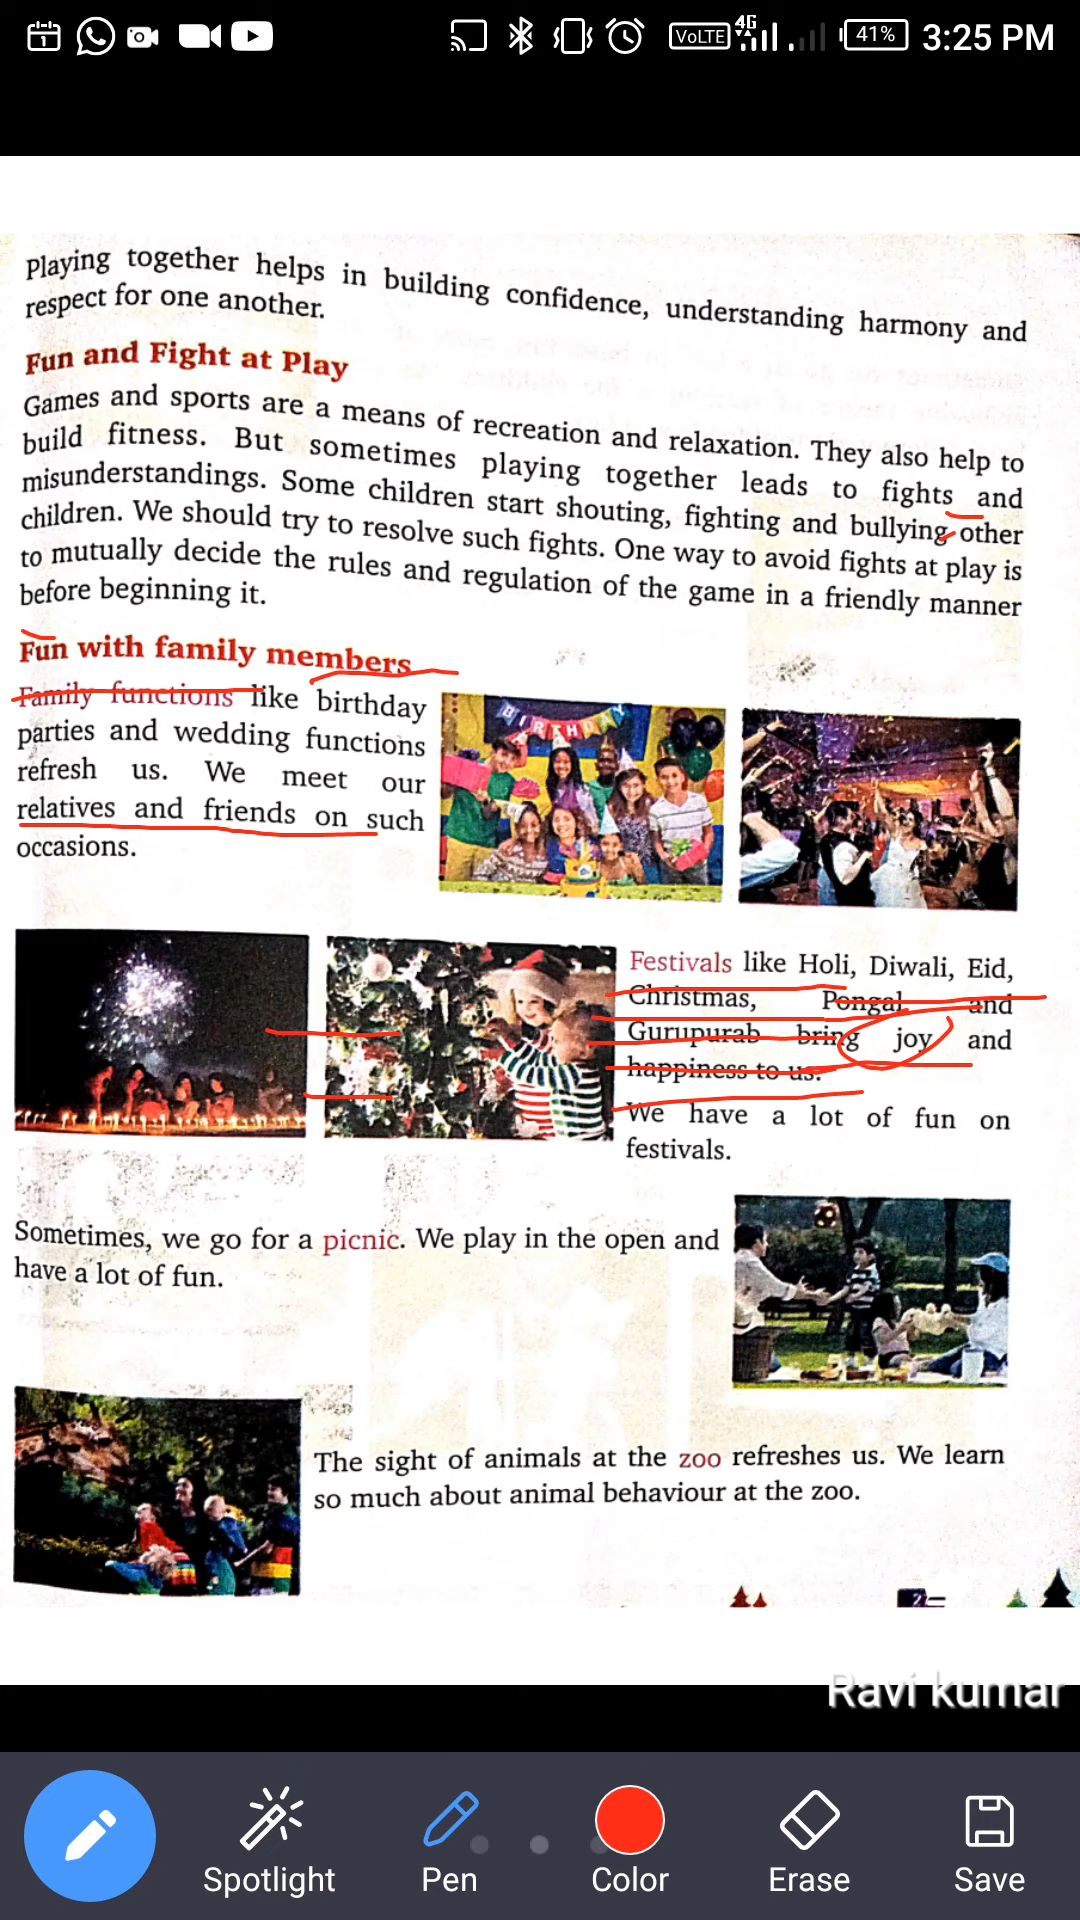 VoLTE 4G 41% 3:25 PM
Playing together helps in building confidence, understanding harmony and
respect for one another.
Fun and Fight at Play
Games and sports are a means of recreation and relaxation. They also help to
build fitness. But sometimes playing together leads to fights and
misunderstandings. Some children start shouting, fighting and bullying other
children. We should try to resolve such fights. One way to avoid fights at play is
to mutually decide the rules and regulation of the game in a friendly manner
before beginning it.
Fun with family members
Family functions like birthday
parties and wedding functions
refresh us. We meet our
relatives and friends on such
occasions.
BIRTHDAY
Festivals like Holi, Diwali, Eid,
Christmas, Pongal and
Gurupurab bring joy and
happiness to us.
We have a lot of fun on
festivals.
Sometimes, we go for a picnic. We play in the open and
have a lot of fun.
The sight of animals at the zoo refreshes us. We learn
so much about animal behaviour at the zoo.
Ravi kumar
Spotlight Pen Color Erase Save